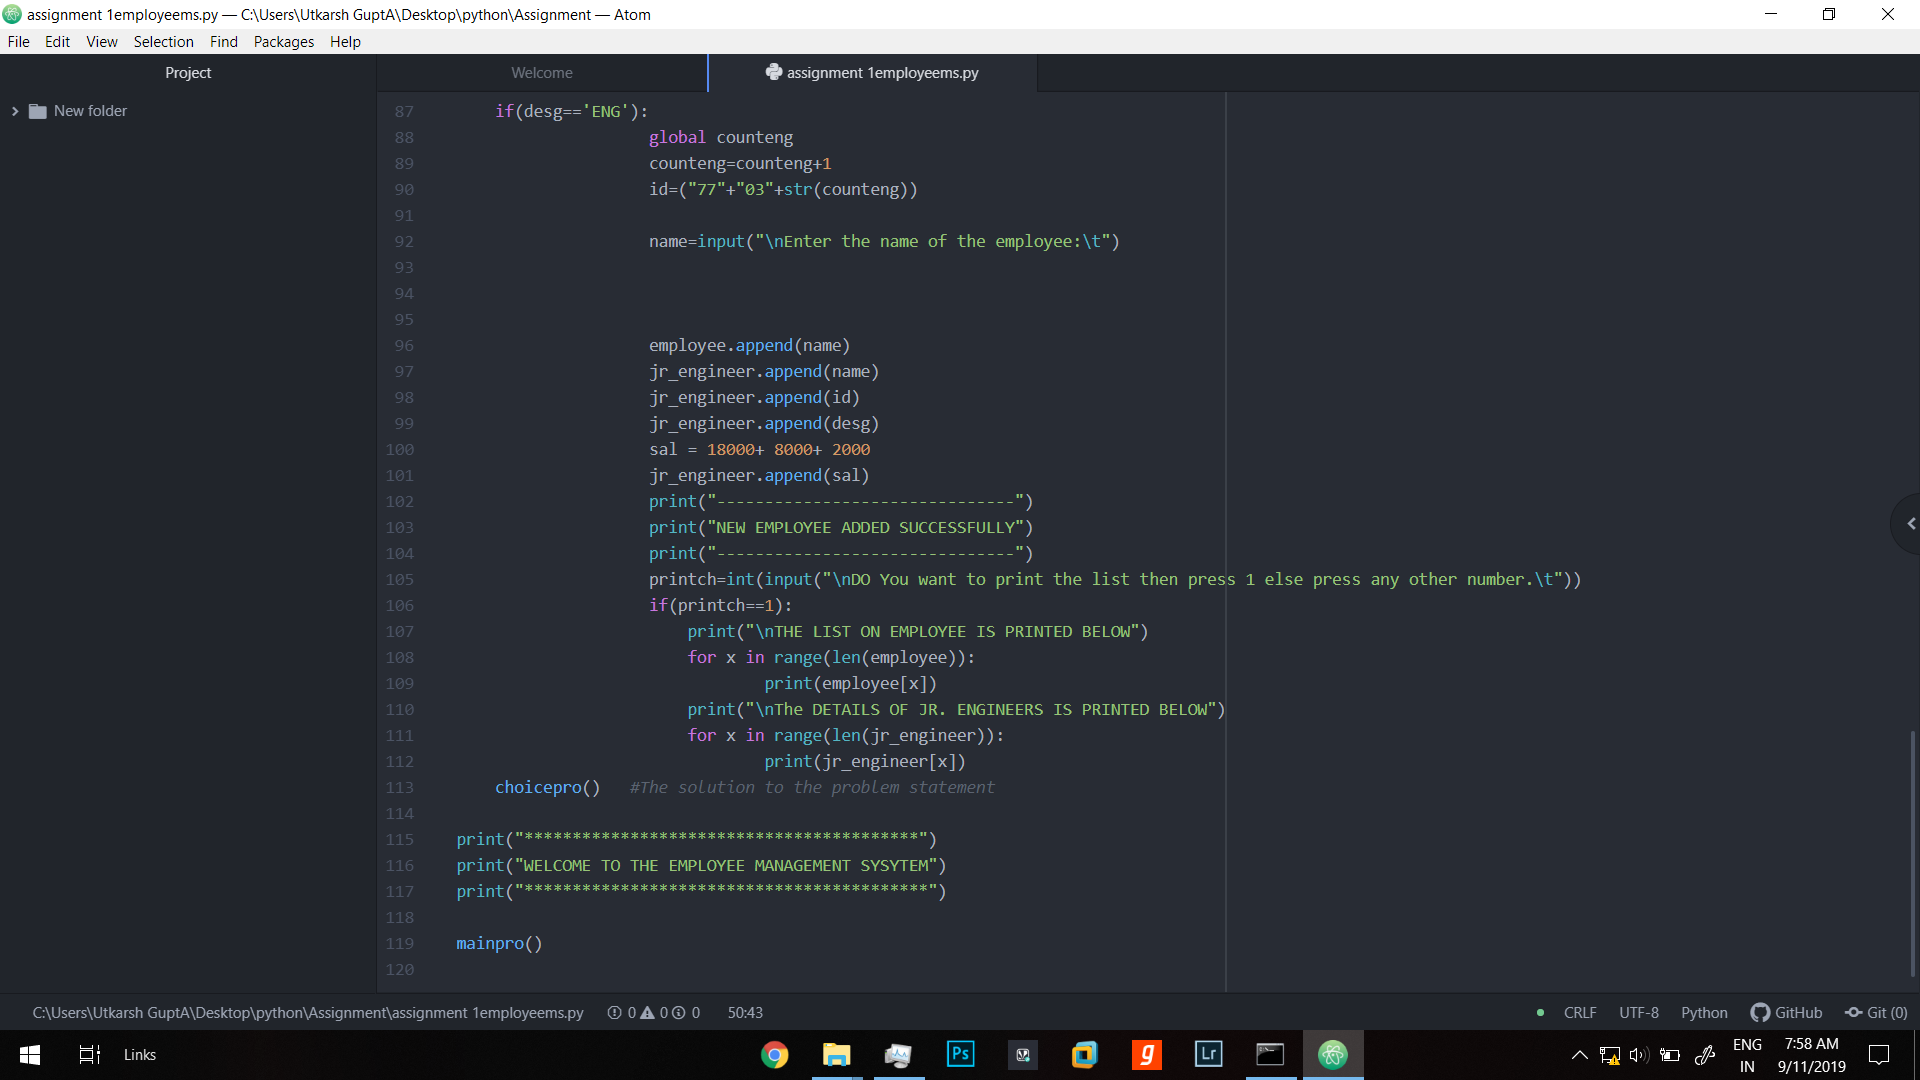 assignment 1employeems.py — C:\Users\Utkarsh GuptA\Desktop\python\Assignment — Atom
File Edit View Selection Find Packages Help
Project
Welcome
assignment 1employeems.py
New folder
87 if(desg=='ENG'):
88 global counteng
89 counteng=counteng+1
90 id=("77"+"03"+str(counteng))
91
92 name=input("\nEnter the name of the employee:\t")
93
94
95
96 employee.append(name)
97 jr_engineer.append(name)
98 jr_engineer.append(id)
99 jr_engineer.append(desg)
100 sal = 18000+ 8000+ 2000
101 jr_engineer.append(sal)
102 print("-------------------------------")
103 print("NEW EMPLOYEE ADDED SUCCESSFULLY")
104 print("-------------------------------")
105 printch=int(input("\nDO You want to print the list then press 1 else press any other number.\t"))
106 if(printch==1):
107 print("\nTHE LIST ON EMPLOYEE IS PRINTED BELOW")
108 for x in range(len(employee)):
109 print(employee[x])
110 print("\nThe DETAILS OF JR. ENGINEERS IS PRINTED BELOW")
111 for x in range(len(jr_engineer)):
112 print(jr_engineer[x])
113 choicepro() #The solution to the problem statement
114
115 print("*****************************************")
116 print("WELCOME TO THE EMPLOYEE MANAGEMENT SYSYTEM")
117 print("******************************************")
118
119 mainpro()
120
C:\Users\Utkarsh GuptA\Desktop\python\Assignment\assignment 1employeems.py 0 0 0 50:43 CRLF UTF-8 Python GitHub Git (0)
Links
Ps
g
Lr
ENG
IN
7:58 AM
9/11/2019